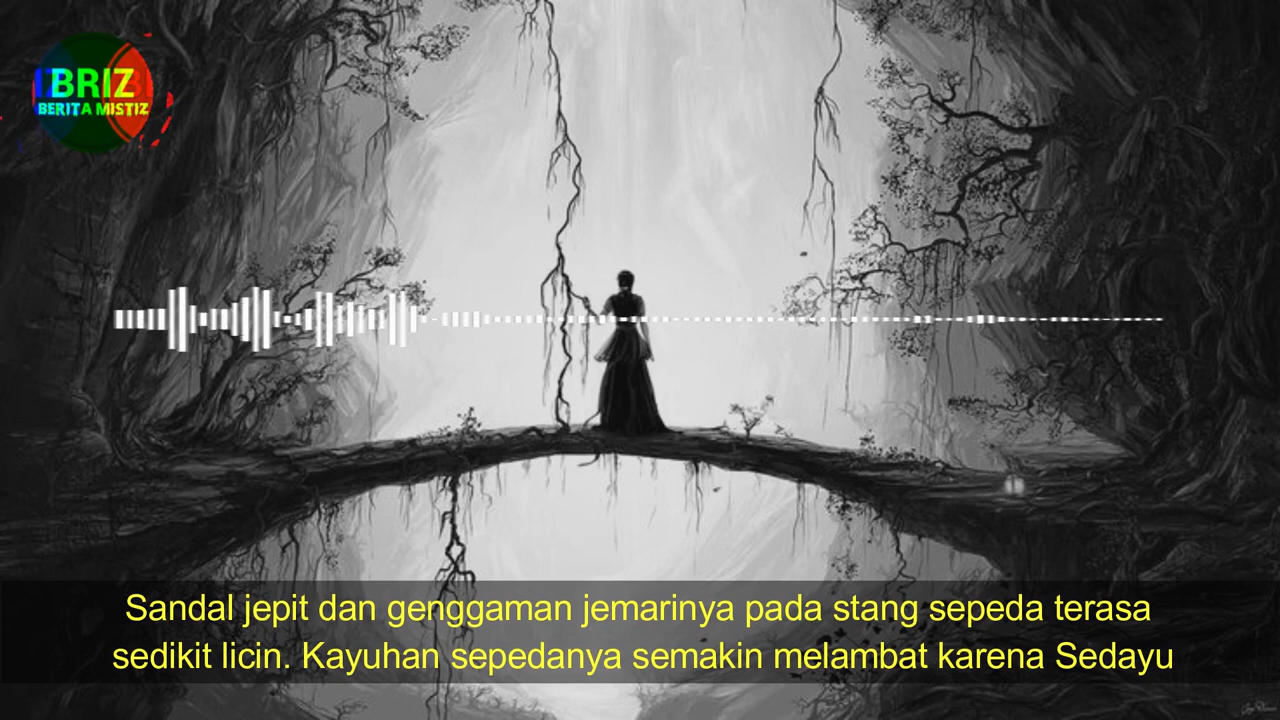 BRIZ
BERITA MISTIZ
Sandal jepit dan genggaman jemarinya pada stang sepeda terasa
sedikit licin. Kayuhan sepedanya semakin melambat karena Sedayu